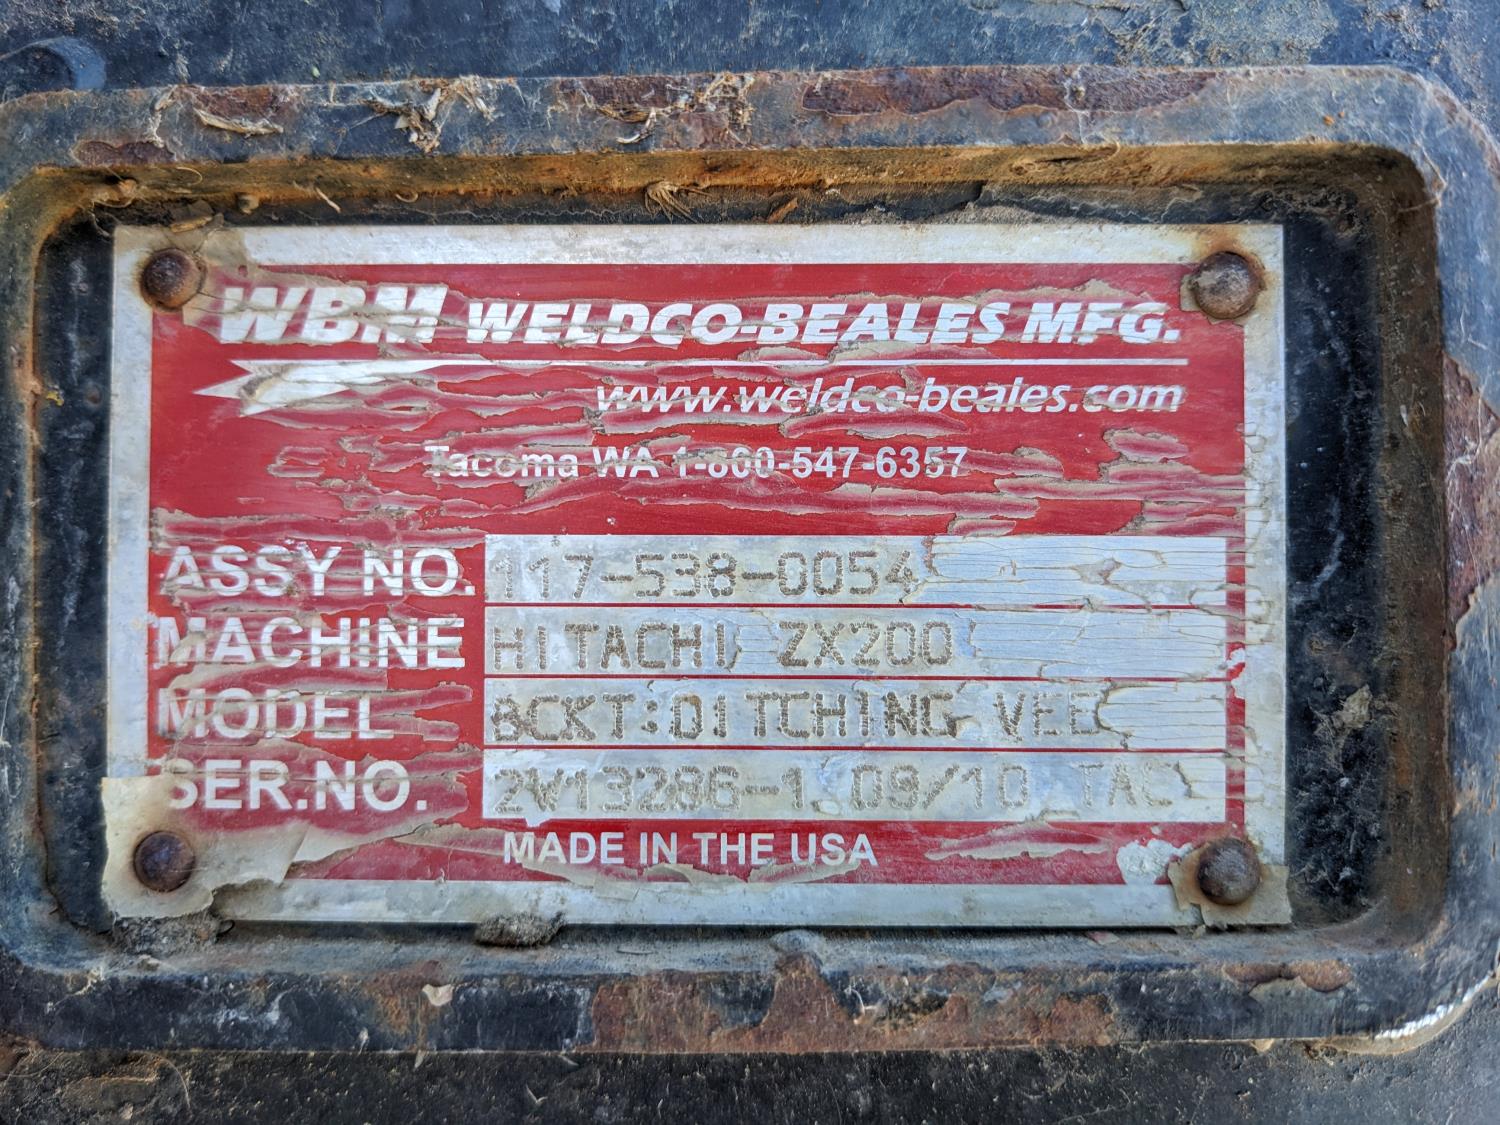 WBM WELDCO-BEALES MFG.
www.weldco-beales.com
Tacoma WA 1-800-547-6357
ASSY NO. 117-538-0054
MACHINE HITACHI ZX200
MODEL BCKT:DITCHING VEE
SER.NO. 2W13286-1 09/10 TAC
MADE IN THE USA